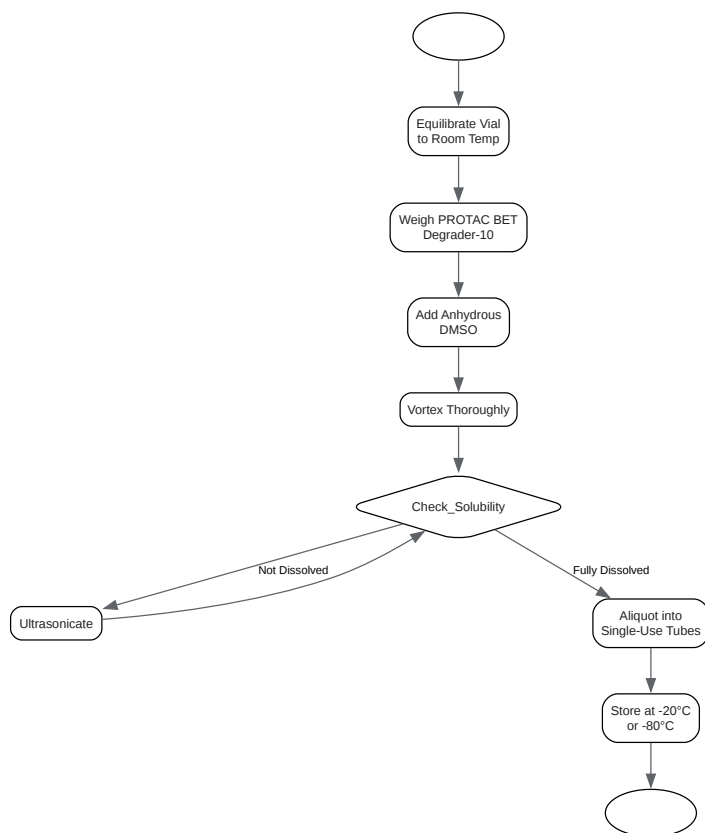 Equilibrate Vial
to Room Temp
Weigh PROTAC BET
Degrader-10
Add Anhydrous
DMSO
Vortex Thoroughly
Check_Solubility
Not Dissolved
Fully Dissolved
Ultrasonicate
Aliquot into
Single-Use Tubes
Store at -20°C
or -80°C